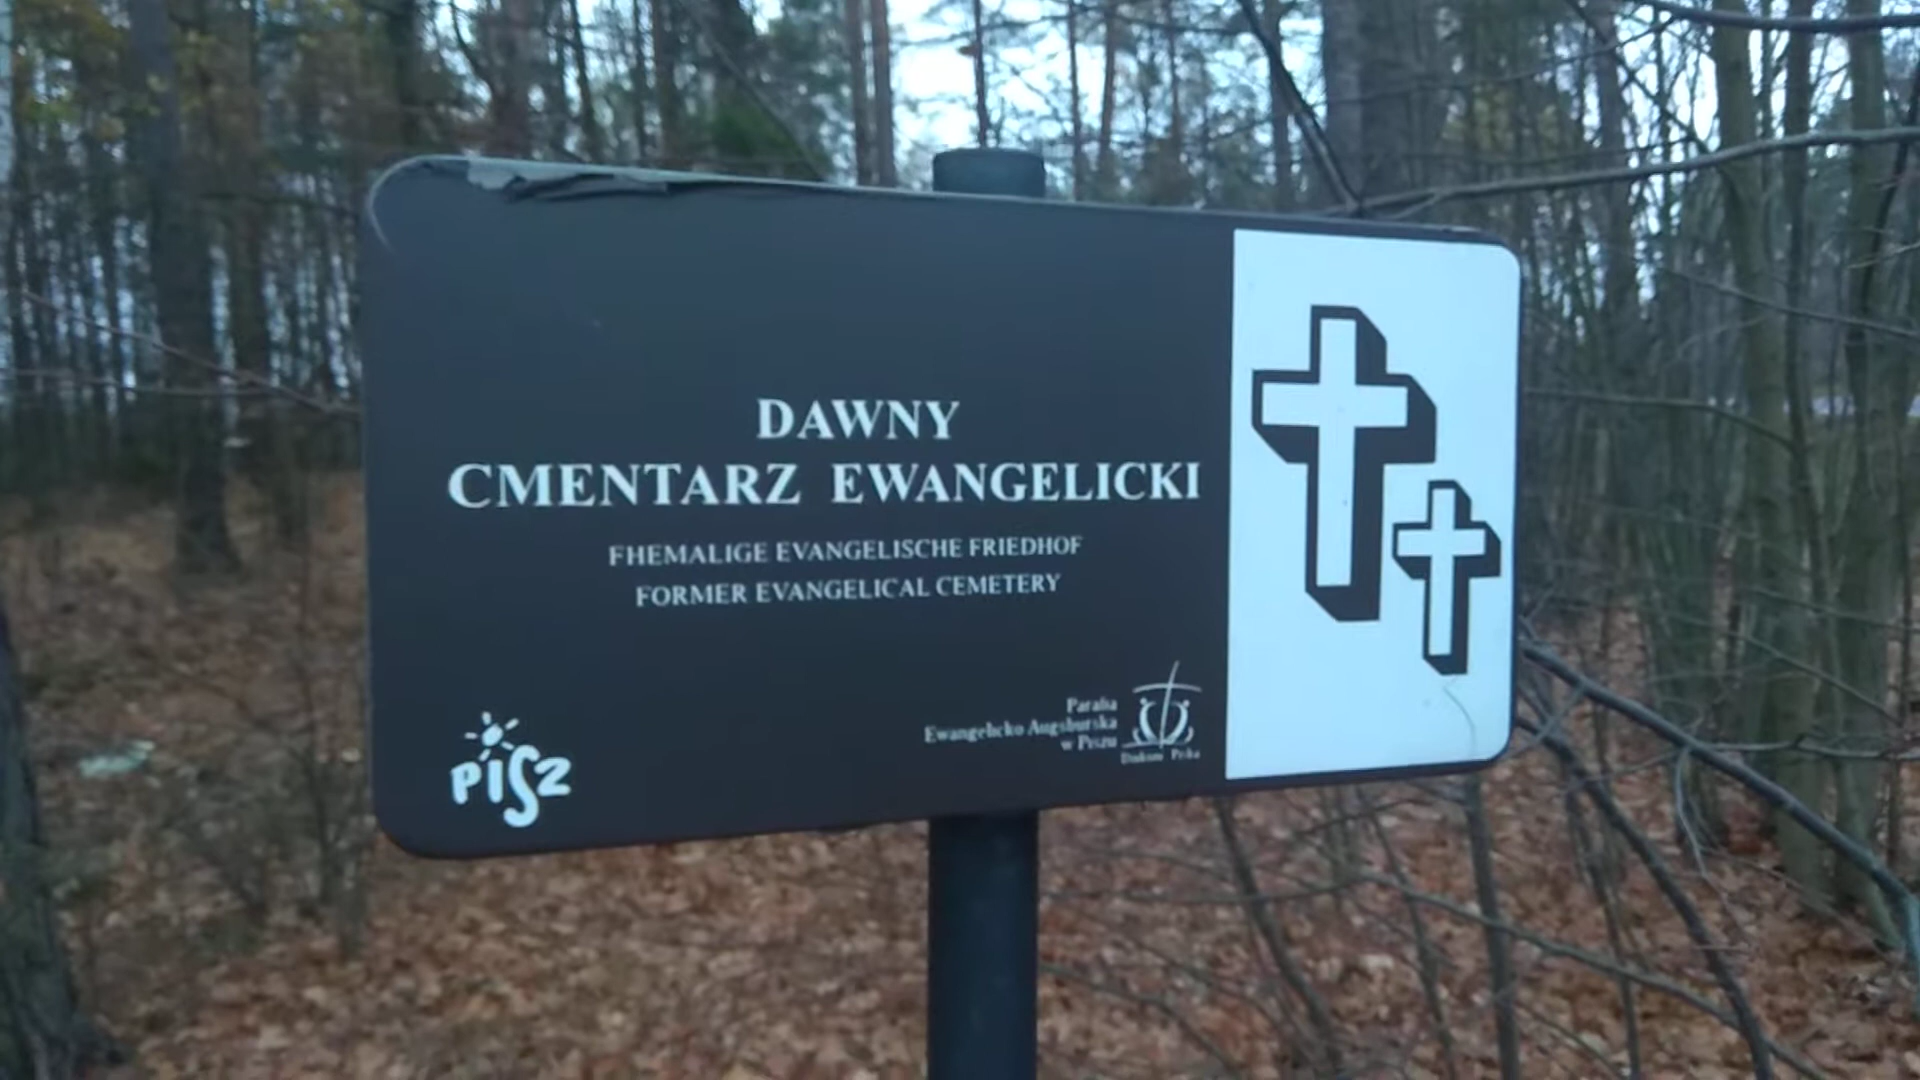 DAWNY
CMENTARZ EWANGELICKI
FHEMALIGE EVANGELISCHE FRIEDHOF
FORMER EVANGELICAL CEMETERY
PISZ
Parafia
Ewangelicko Augsburska
w Piszu